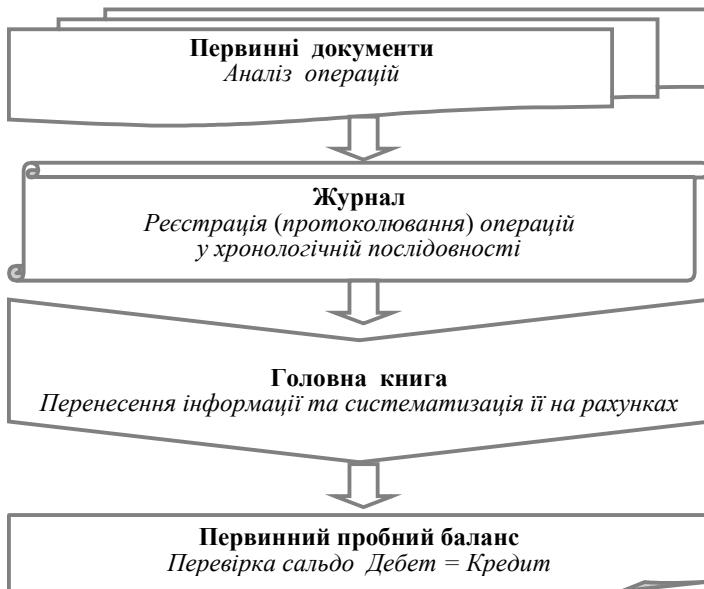 Первинні документи
Аналіз операцій
Журнал
Реєстрація (протоколювання) операцій
у хронологічній послідовності
Головна книга
Перенесення інформації та систематизація її на рахунках
Первинний пробний баланс
Перевірка сальдо Дебет = Кредит